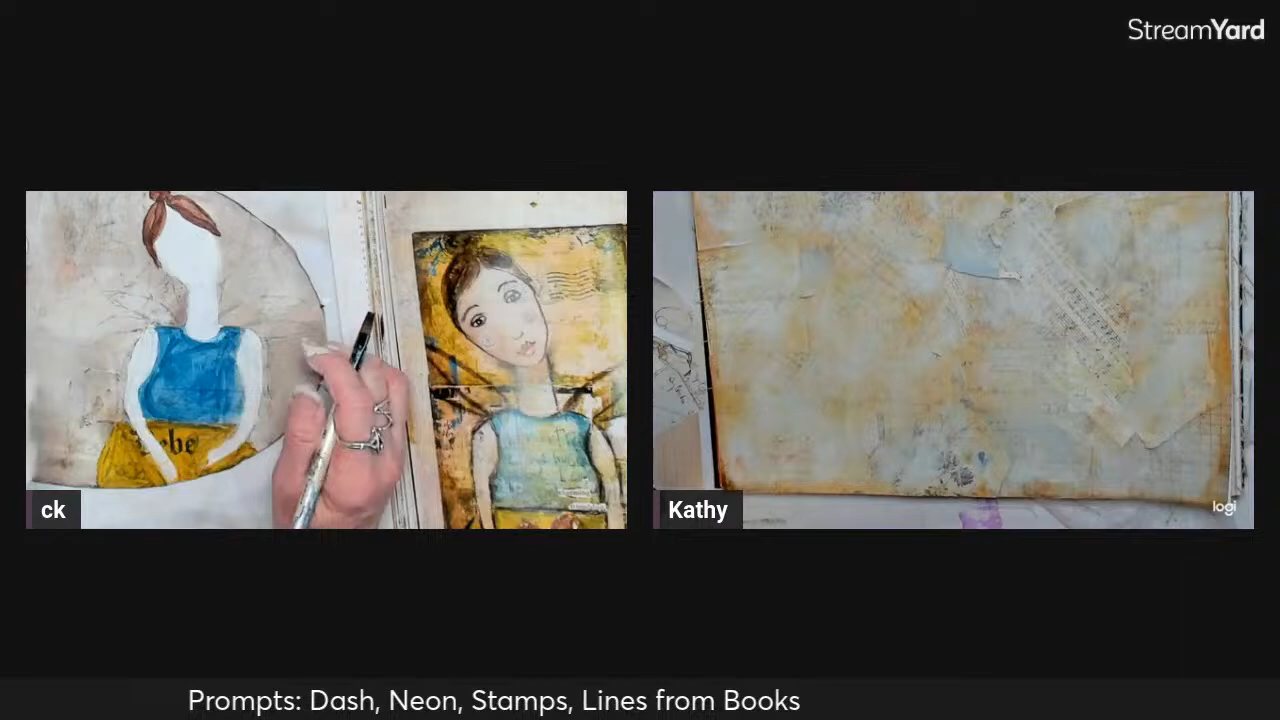 StreamYard
ck
Kathy
logi
Prompts: Dash, Neon, Stamps, Lines from Books